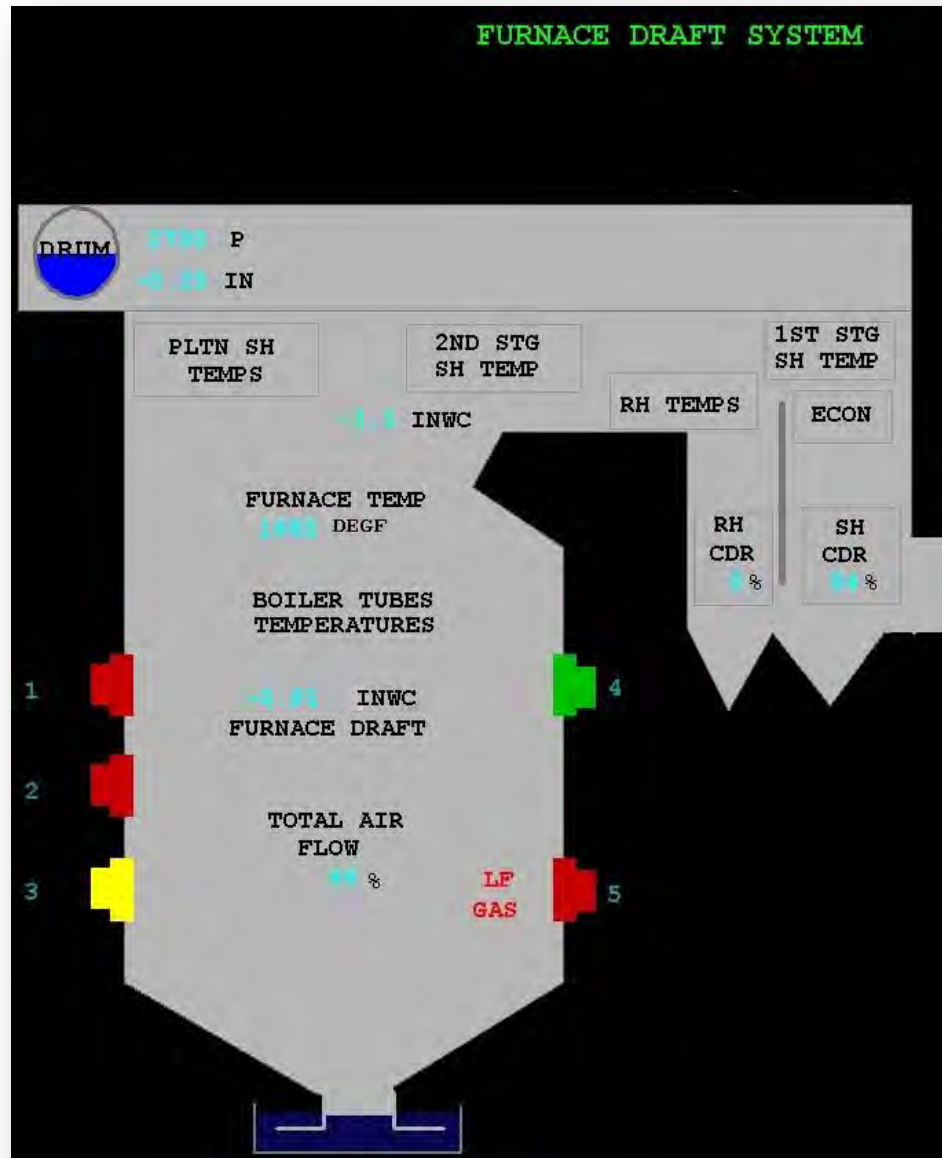 FURNACE DRAFT SYSTEM
DRUM
P
IN
PLTN SH
TEMPS
2ND STG
SH TEMP
1ST STG
SH TEMP
RH TEMPS
ECON
INWC
FURNACE TEMP
DEGF
RH
CDR
%
SH
CDR
%
BOILER TUBES
TEMPERATURES
1
INWC
FURNACE DRAFT
4
2
TOTAL AIR
FLOW
%
3
LF
GAS
5